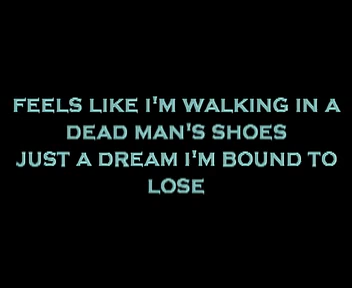 FEELS LIKE I'M WALKING IN A
DEAD MAN'S SHOES
JUST A DREAM I'M BOUND TO
LOSE